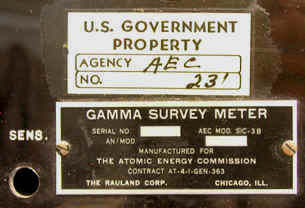 U.S. GOVERNMENT
PROPERTY
AGENCY AEC
NO. 231
GAMMA SURVEY METER
SERIAL NO AEC MOD. SIC-3B
AN/MOD
MANUFACTURED FOR
THE ATOMIC ENERGY COMMISSION
CONTRACT AT-4-1-GEN-363
THE RAULAND CORP. CHICAGO, ILL.
SENS.